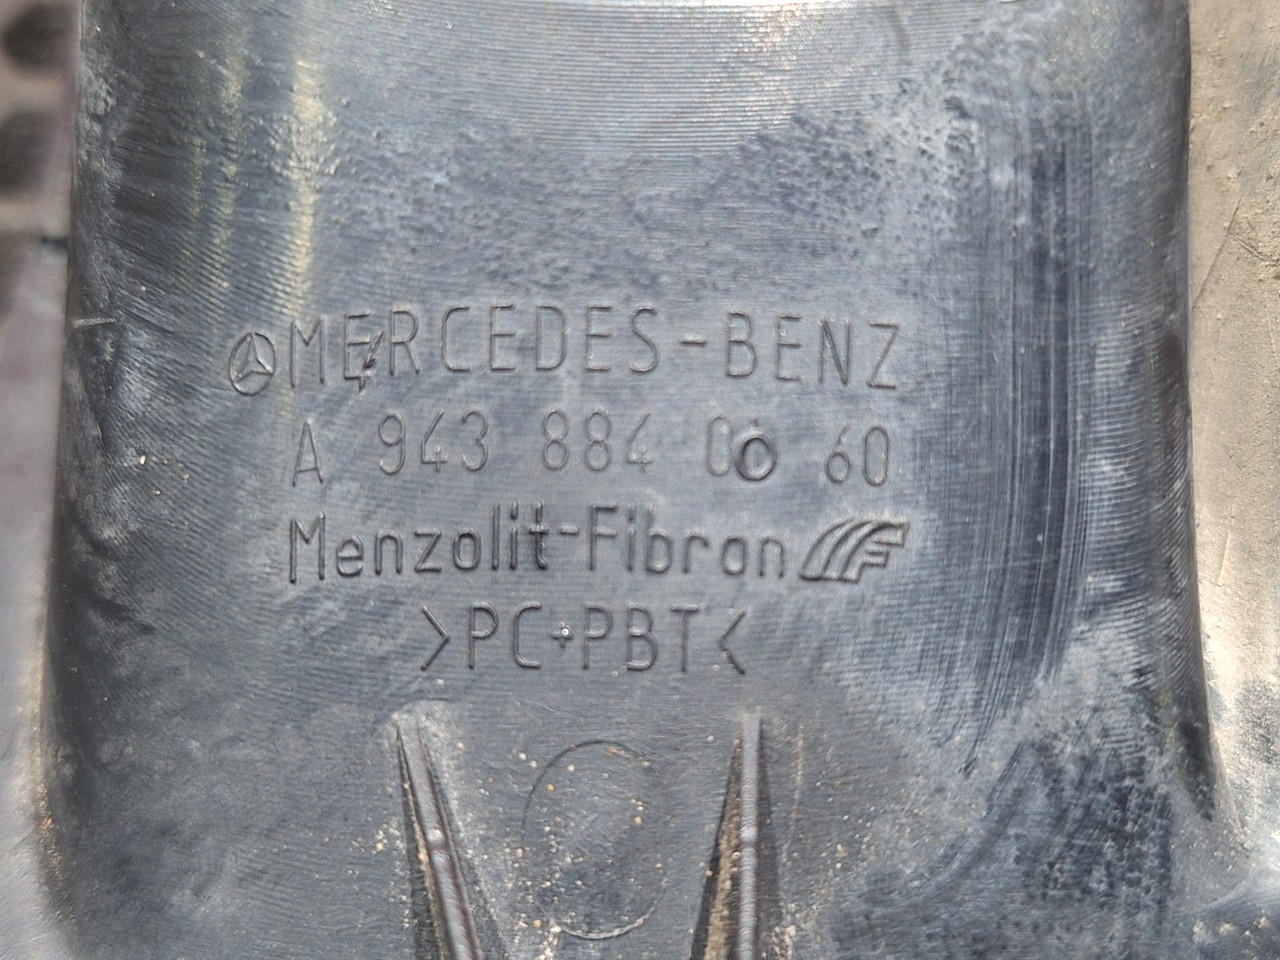 MERCEDES-BENZ
A 943 884 00 60
Menzolit-Fibron
>PC+PBT<